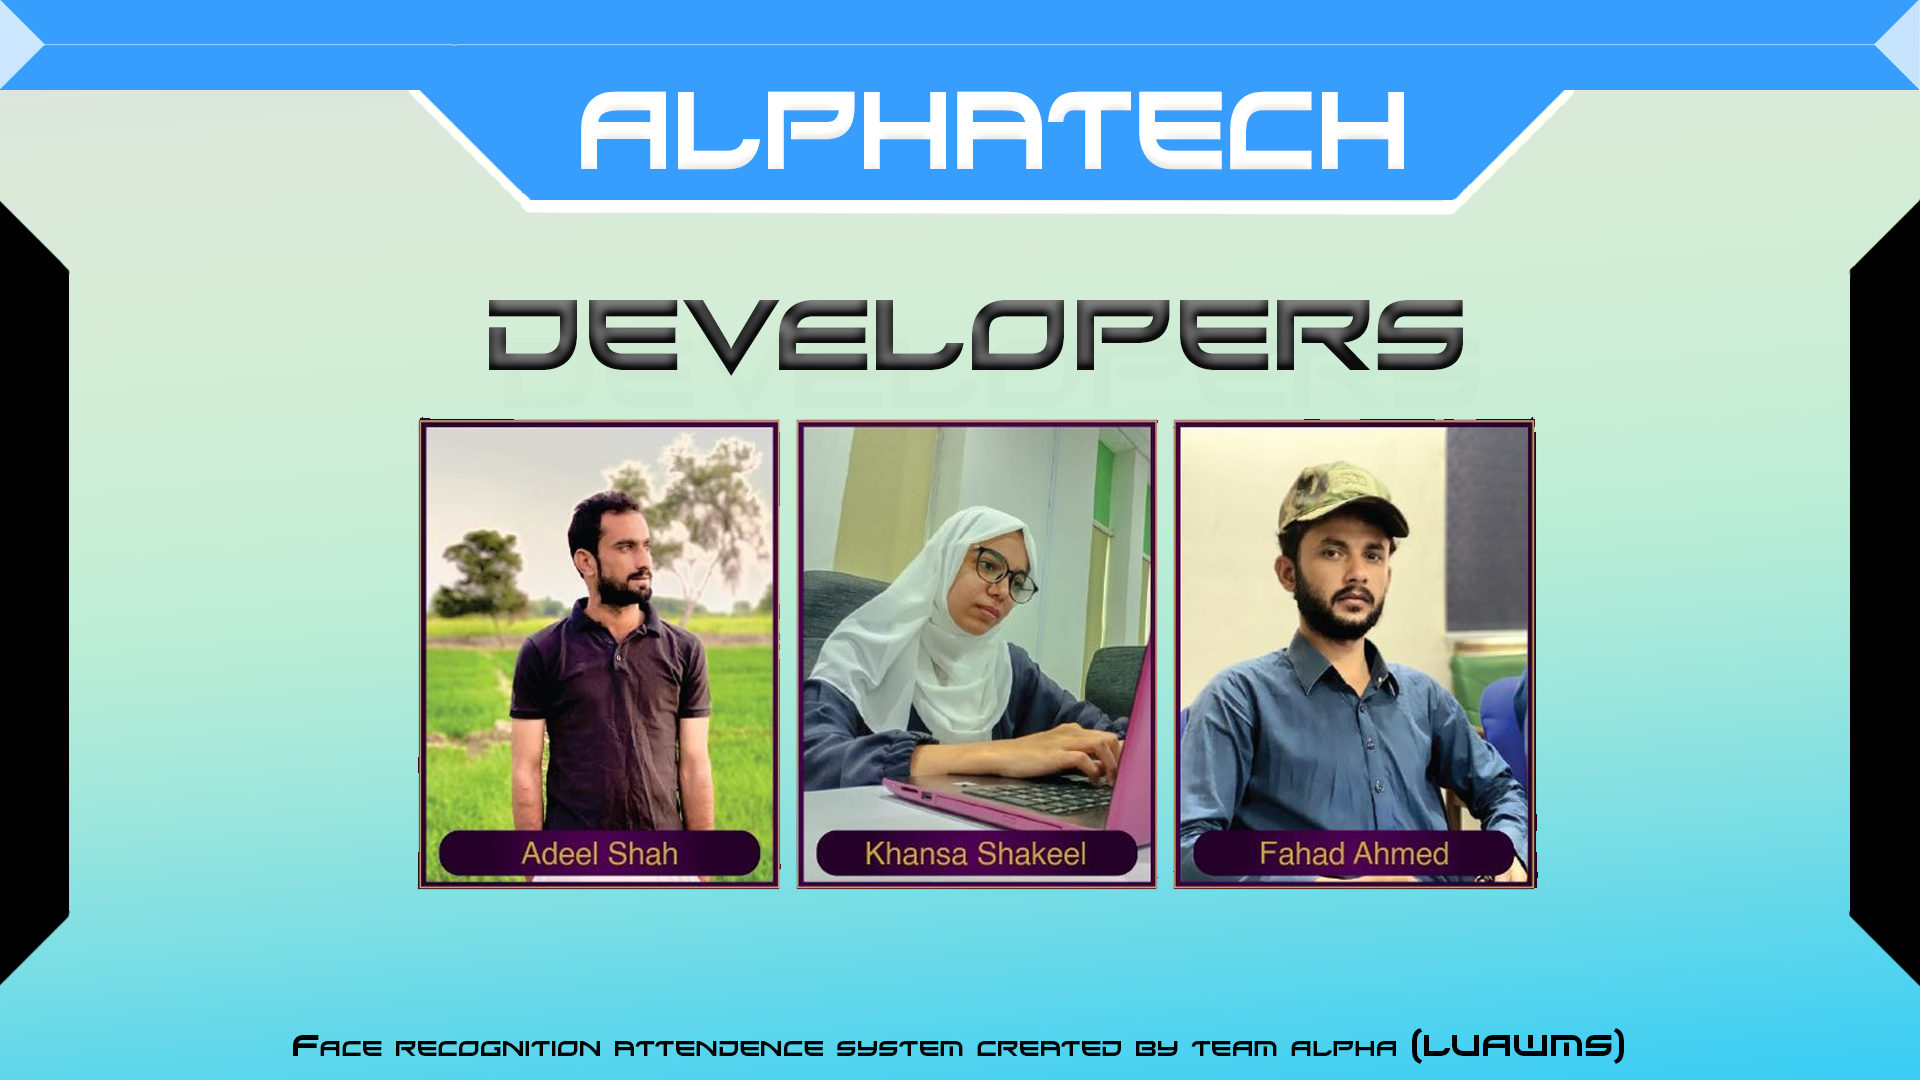 ALPHATECH
DEVELOPERS
Adeel Shah
Khansa Shakeel
Fahad Ahmed
Face recognition attendence system created by team alpha (LUAWMS)